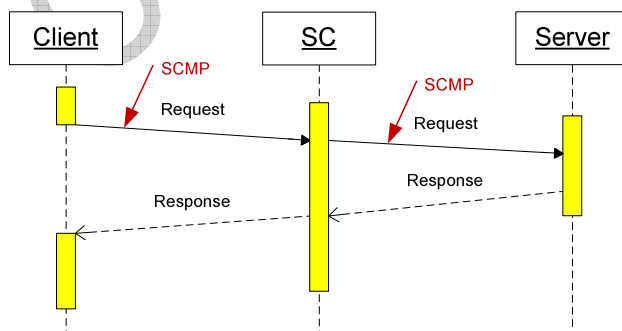 Client
SC
Server
SCMP
SCMP
Request
Request
Response
Response